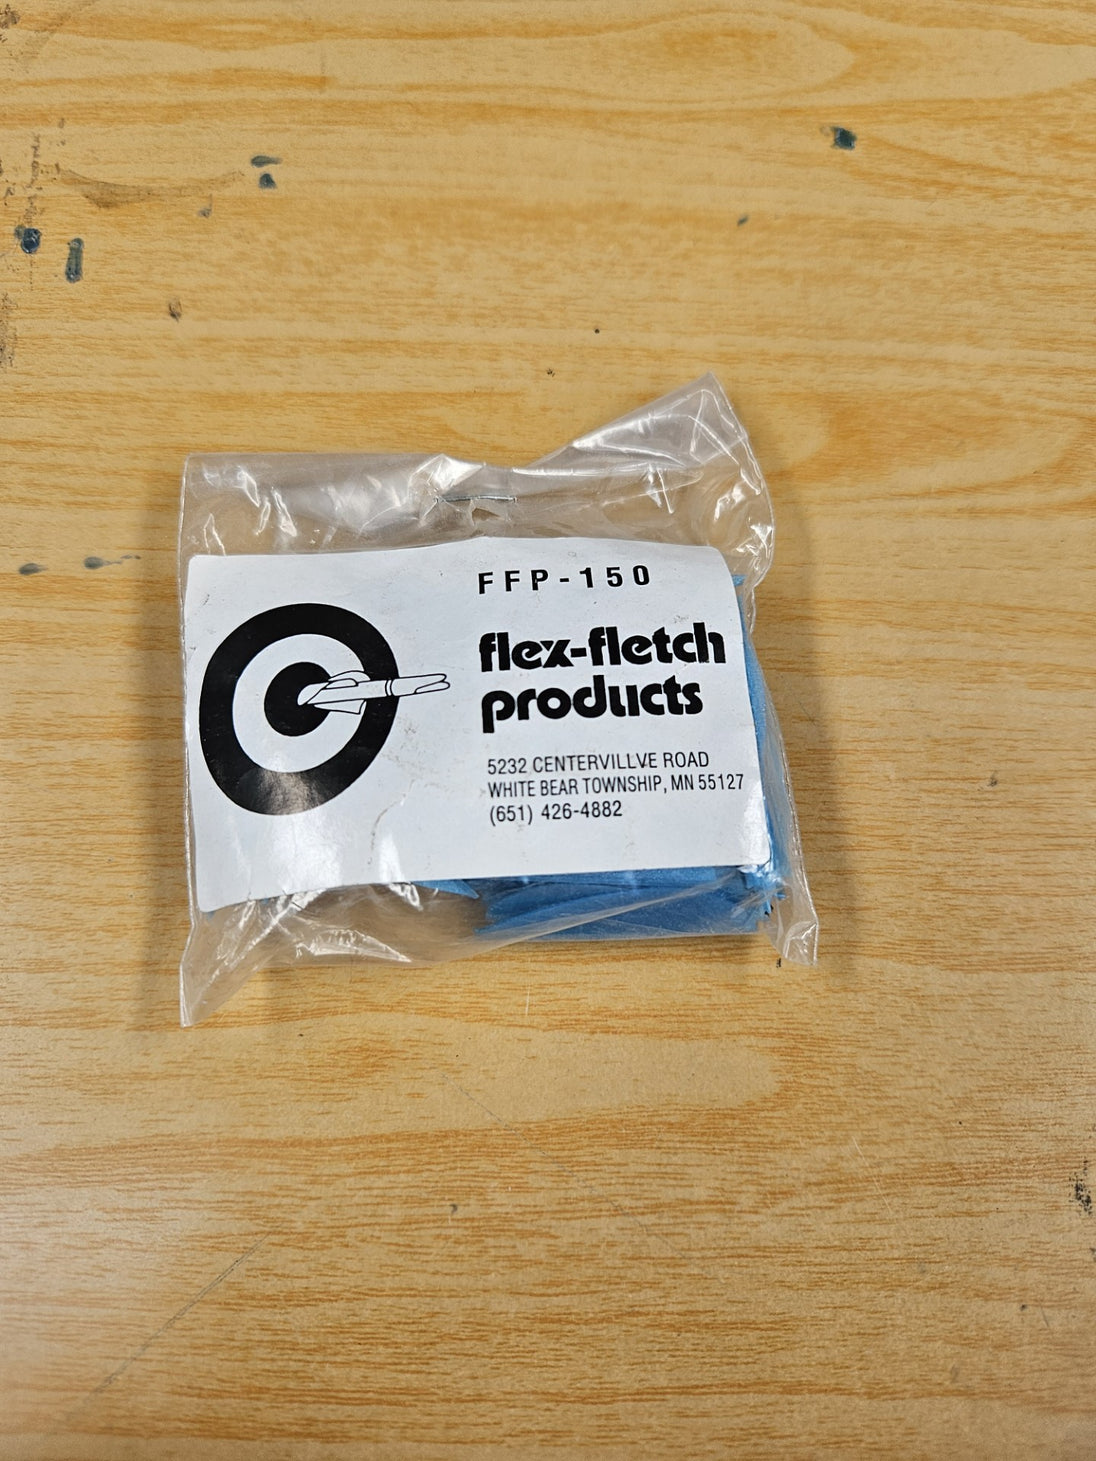 FFP-150
flex-fletch
products
5232 CENTERVILLVE ROAD
WHITE BEAR TOWNSHIP, MN 55127
(651) 426-4882